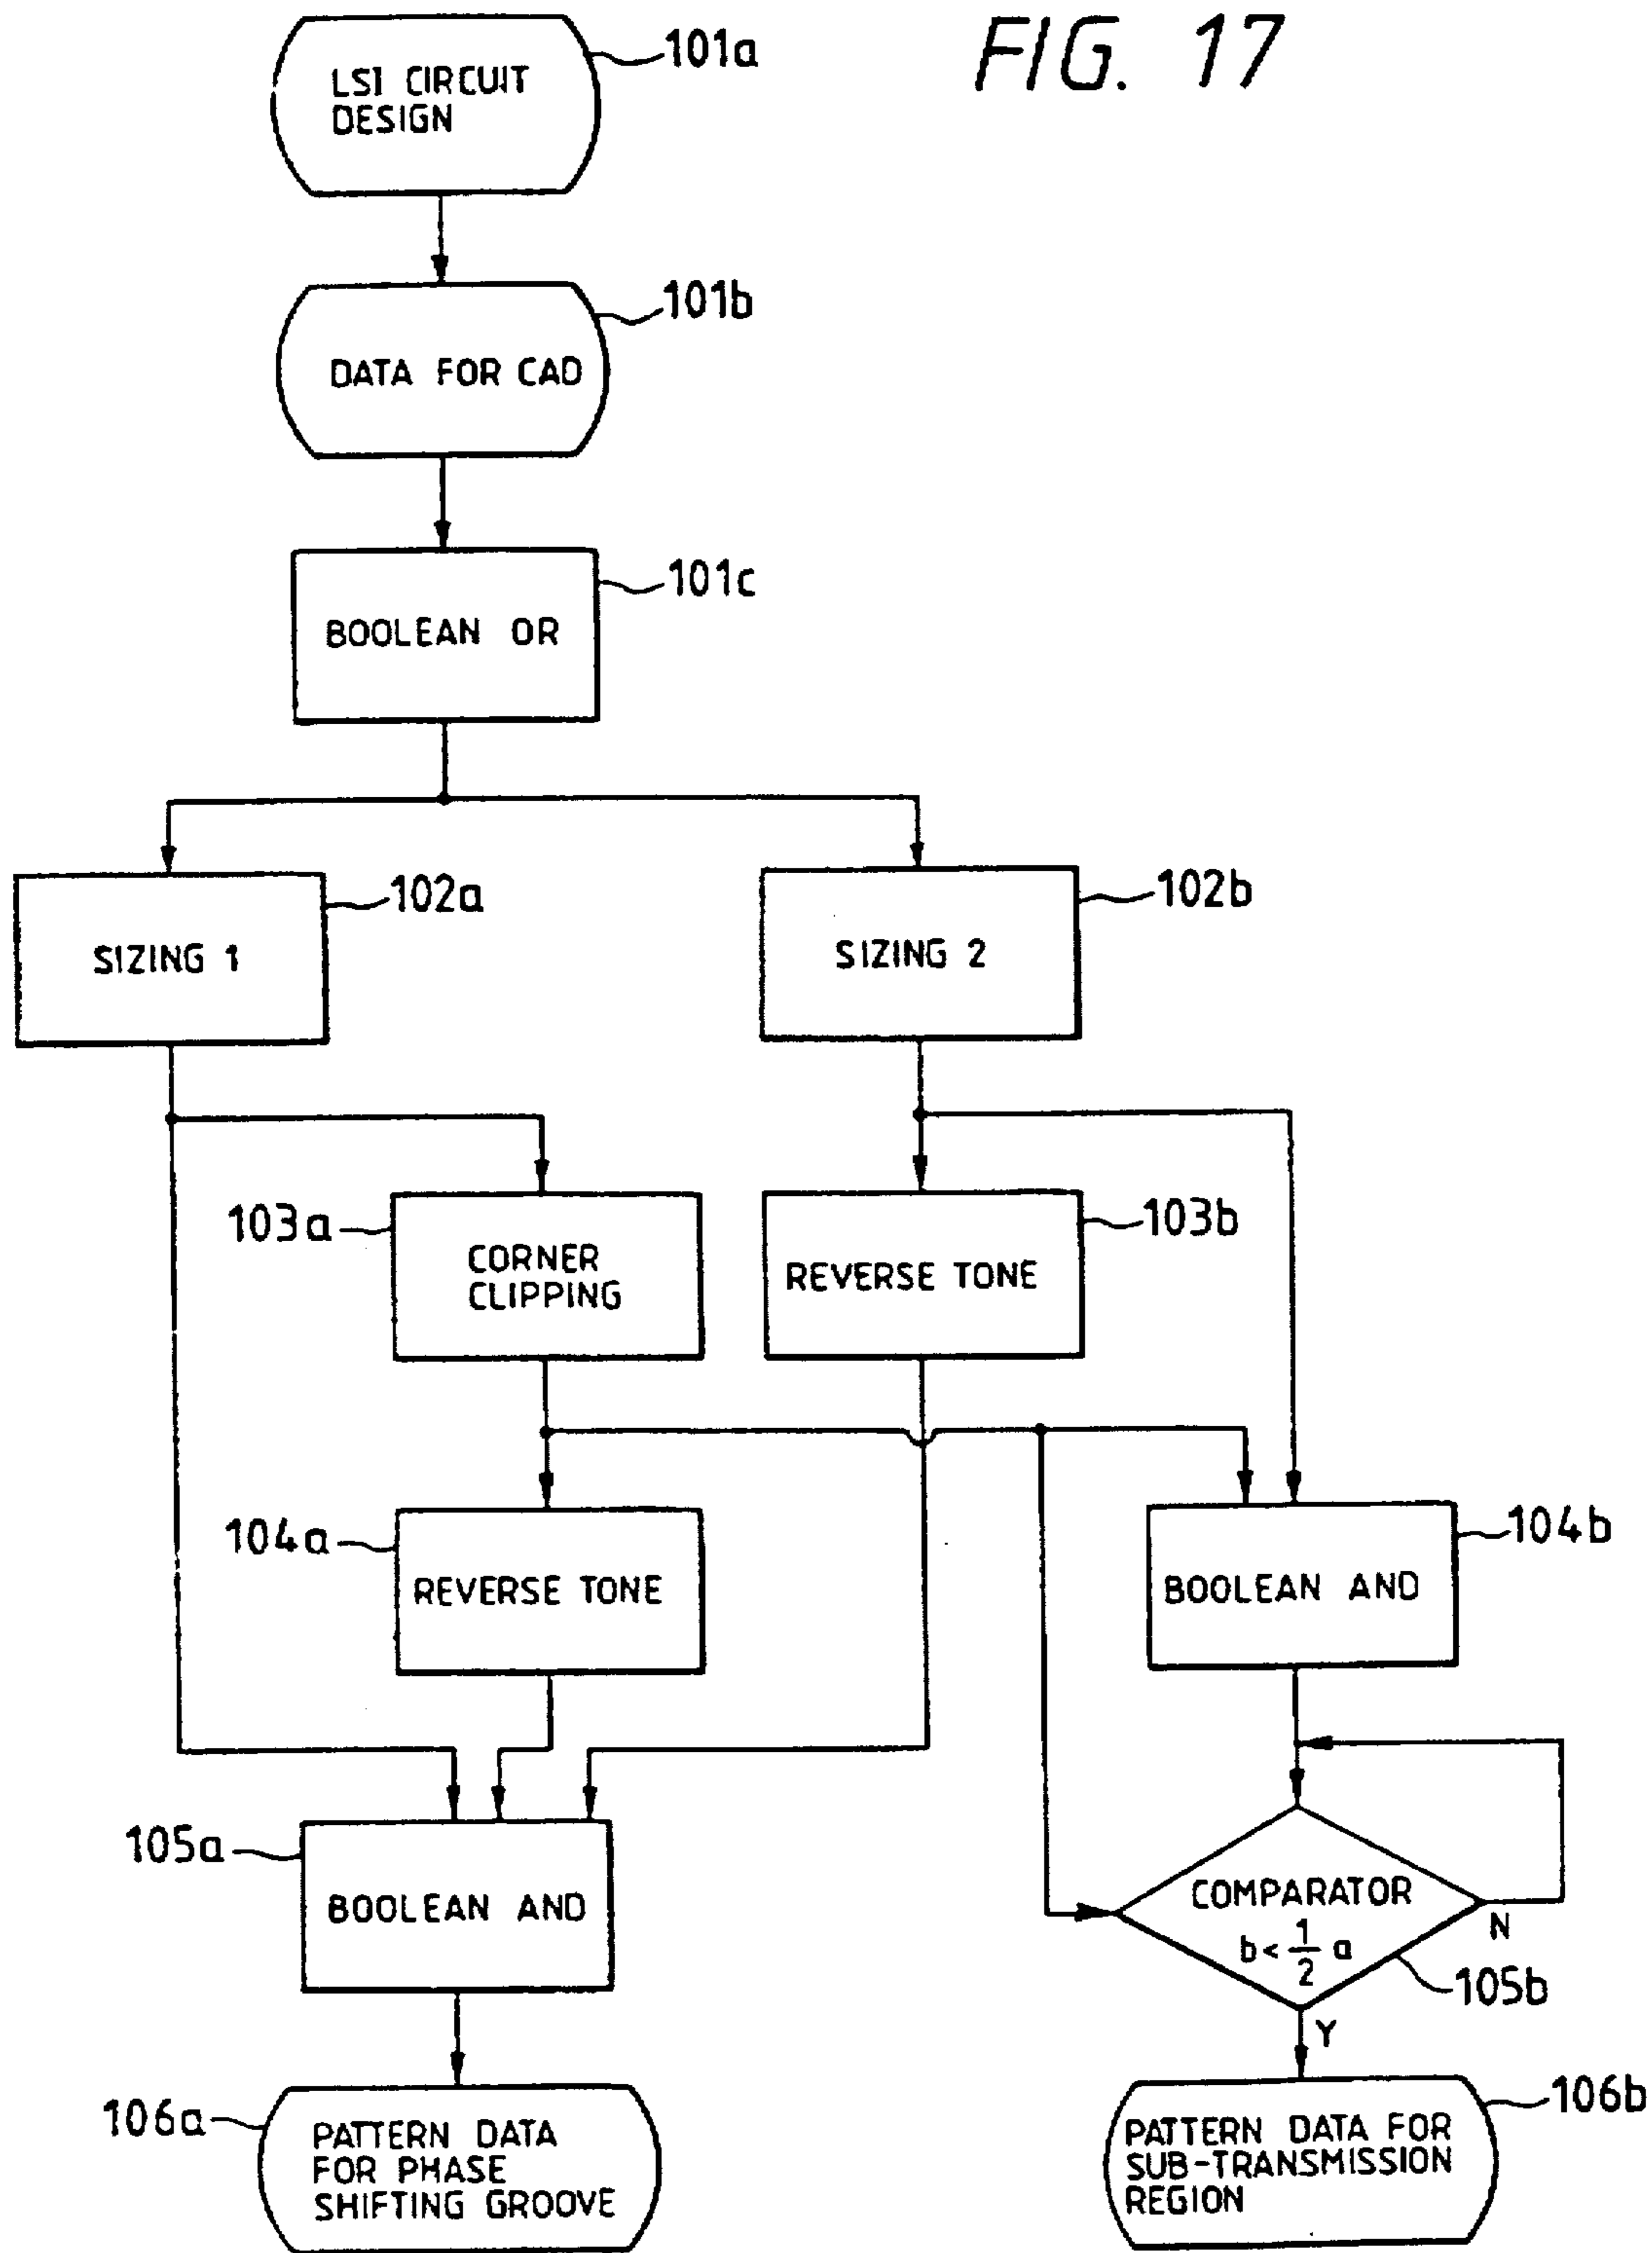 FIG. 17
101a
LSI CIRCUIT
DESIGN
101b
DATA FOR CAD
101c
BOOLEAN OR
102a
SIZING 1
102b
SIZING 2
103a
CORNER
CLIPPING
103b
REVERSE TONE
104a
REVERSE TONE
104b
BOOLEAN AND
105a
BOOLEAN AND
COMPARATOR
b < 1/2 a
N
105b
Y
106a
PATTERN DATA
FOR PHASE
SHIFTING GROOVE
106b
PATTERN DATA FOR
SUB-TRANSMISSION
REGION